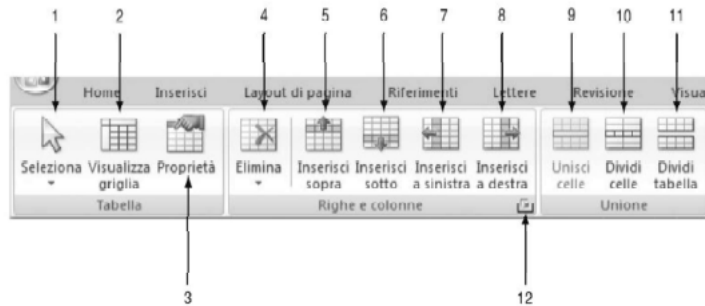 1 2 4 5 6 7 8 9 10 11
Home Inserisci Layout di pagina Riferimenti Lettere Revisione Visua
Seleziona Visualizza griglia Proprietà Elimina Inserisci sopra Inserisci sotto Inserisci a sinistra Inserisci a destra Unisci celle Dividi celle Dividi tabella
Tabella Righe e colonne Unione
3 12